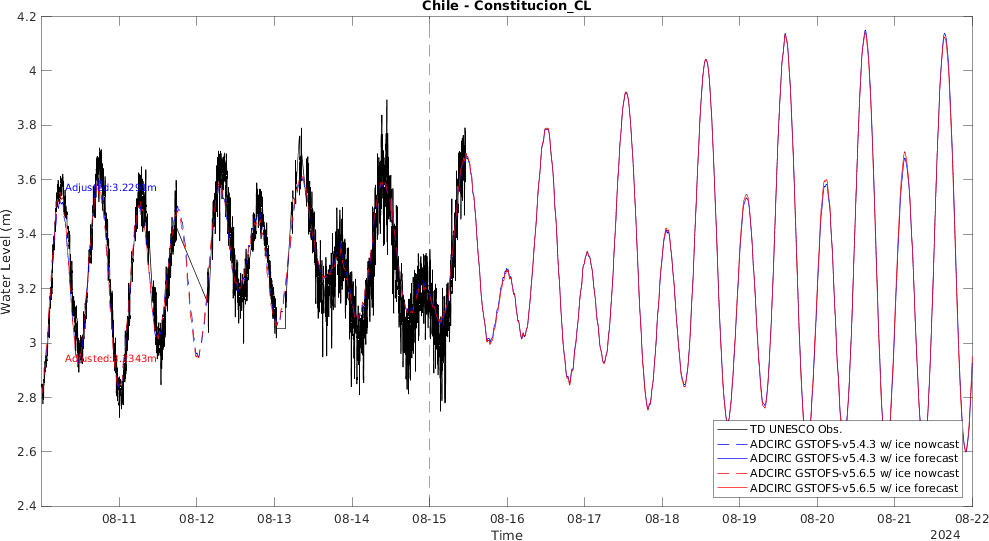 Chile - Constitucion_CL
4.2
4
3.8
3.6
3.4
3.2
3
2.8
2.6
2.4
Water Level (m)
Adjusted:
Adjusted:
TD UNESCO Obs.
ADCIRC GSTOFS-v5.4.3 w/ ice nowcast
ADCIRC GSTOFS-v5.4.3 w/ ice forecast
ADCIRC GSTOFS-v5.6.5 w/ ice nowcast
ADCIRC GSTOFS-v5.6.5 w/ ice forecast
08-11 08-12 08-13 08-14 08-15 08-16 08-17 08-18 08-19 08-20 08-21 08-22
Time
2024